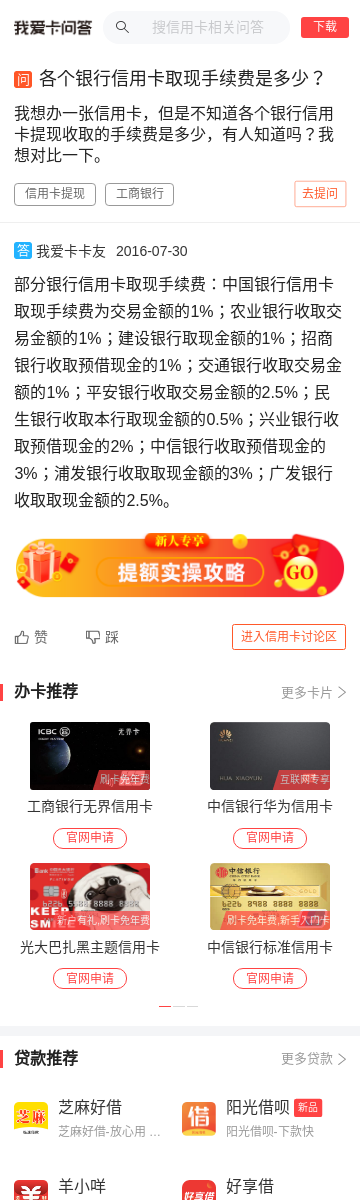 我爱卡问答
搜信用卡相关问答
下载
问 各个银行信用卡取现手续费是多少？
我想办一张信用卡，但是不知道各个银行信用
卡提现收取的手续费是多少，有人知道吗？我
想对比一下。
信用卡提现 工商银行 去提问
答 我爱卡卡友 2016-07-30
部分银行信用卡取现手续费：中国银行信用卡
取现手续费为交易金额的1%；农业银行收取交
易金额的1%；建设银行取现金额的1%；招商
银行收取预借现金的1%；交通银行收取交易金
额的1%；平安银行收取交易金额的2.5%；民
生银行收取本行取现金额的0.5%；兴业银行收
取预借现金的2%；中信银行收取预借现金的
3%；浦发银行收取取现金额的3%；广发银行
收取取现金额的2.5%。
新人专享
提额实操攻略 GO
赞 踩 进入信用卡讨论区
办卡推荐 更多卡片
ICBC 无界卡
刷卡免年费
HUA XIAOYUN
互联网专享
工商银行无界信用卡 中信银行华为信用卡
官网申请 官网申请
Bank
KEEP
SMILING
开户有礼,刷卡免年费
中信银行
GOLD
刷卡免年费,新手入门卡
光大巴扎黑主题信用卡 中信银行标准信用卡
官网申请 官网申请
贷款推荐 更多贷款
芝麻
芝麻好借
芝麻好借-放心用 ...
借
阳光借呗 新品
阳光借呗-下款快
羊小咩
好享借
好享借